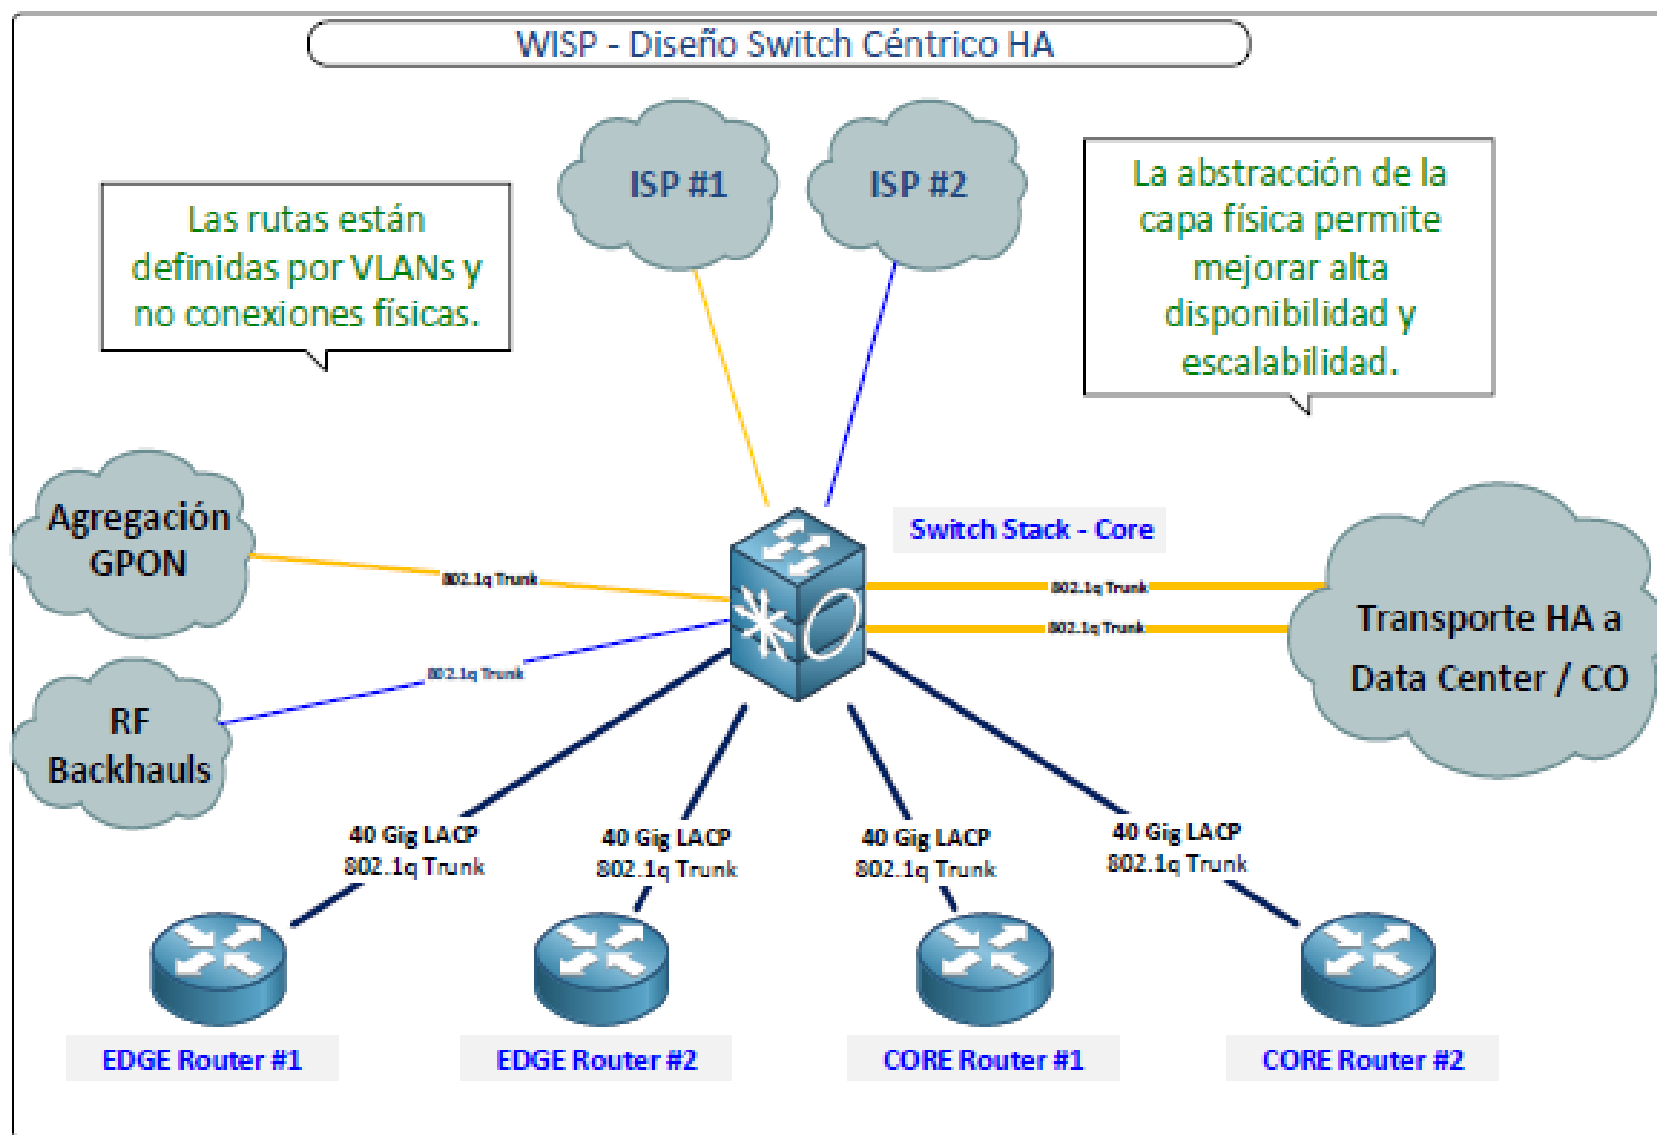 WISP - Diseño Switch Céntrico HA
ISP #1
ISP #2
Las rutas están
definidas por VLANs y
no conexiones físicas.
La abstracción de la
capa física permite
mejorar alta
disponibilidad y
escalabilidad.
Agregación
GPON
802.1q Trunk
Switch Stack - Core
802.1q Trunk
802.1q Trunk
Transporte HA a
Data Center / CO
RF
Backhauls
802.1q Trunk
40 Gig LACP
802.1q Trunk
40 Gig LACP
802.1q Trunk
40 Gig LACP
802.1q Trunk
40 Gig LACP
802.1q Trunk
EDGE Router #1
EDGE Router #2
CORE Router #1
CORE Router #2